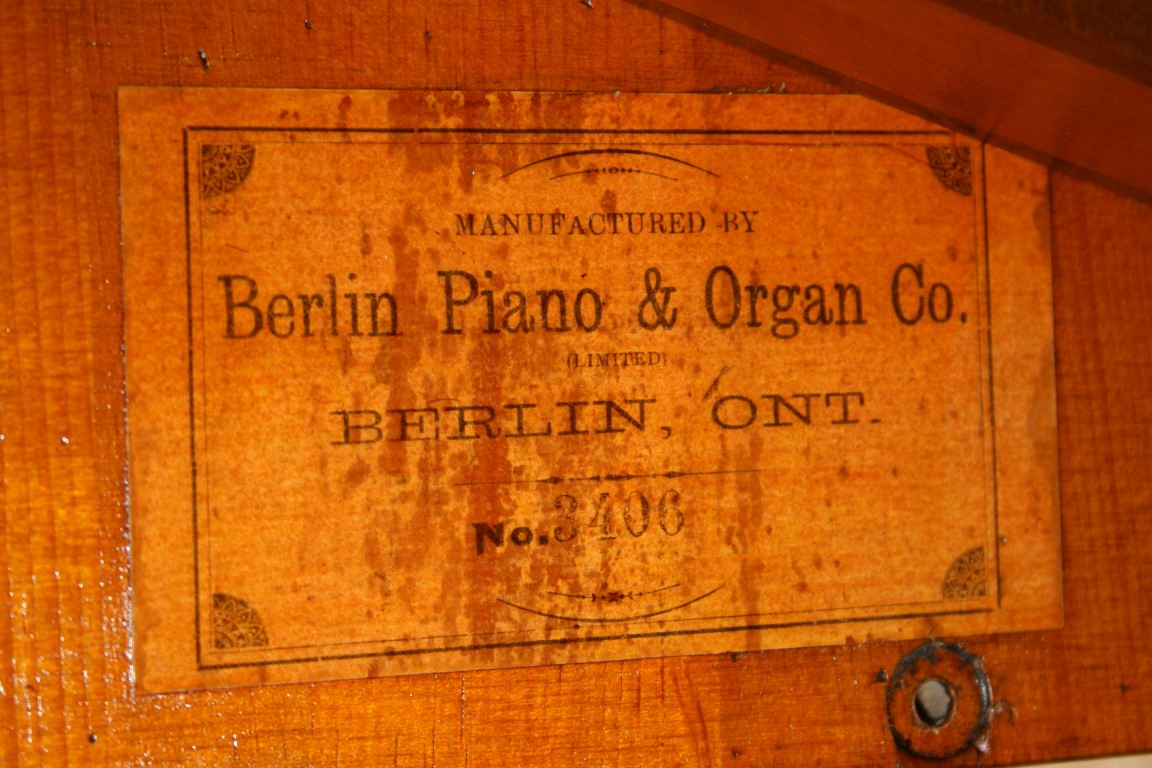 MANUFACTURED BY
Berlin Piano & Organ Co.
(LIMITED)
BERLIN, ONT.
No. 3406